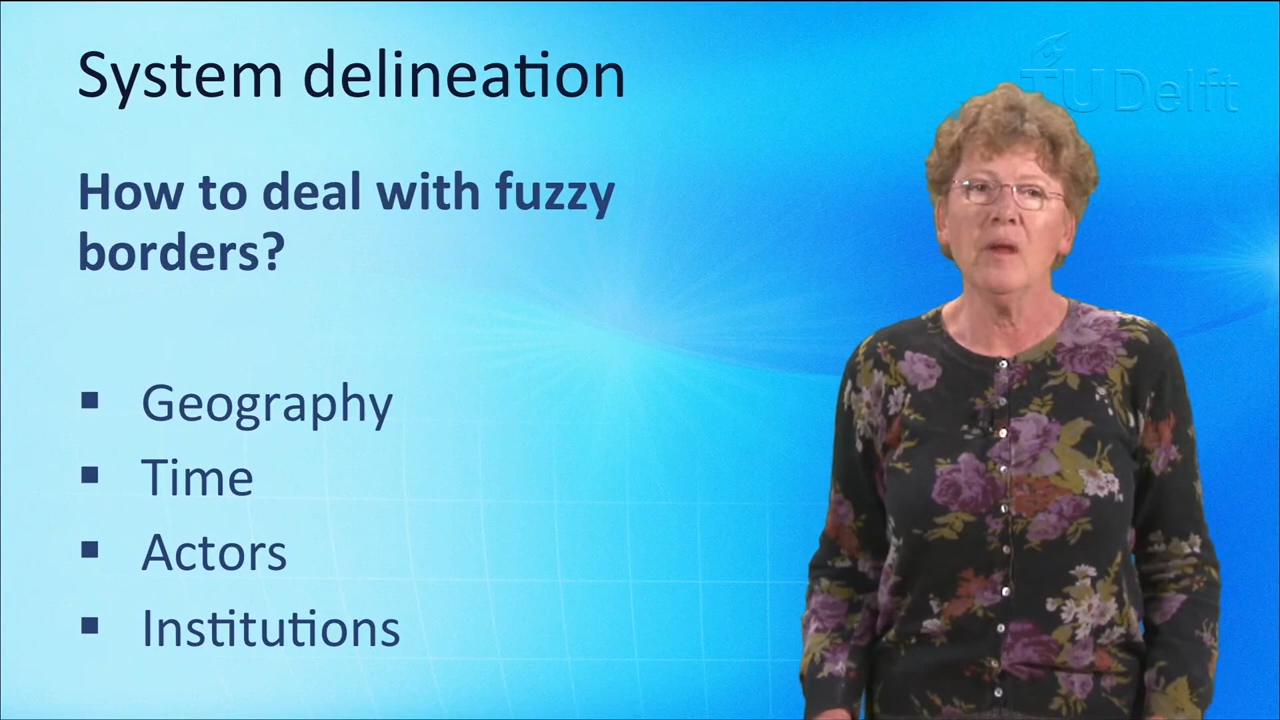 TU Delft
System delineation
How to deal with fuzzy
borders?
Geography
Time
Actors
Institutions